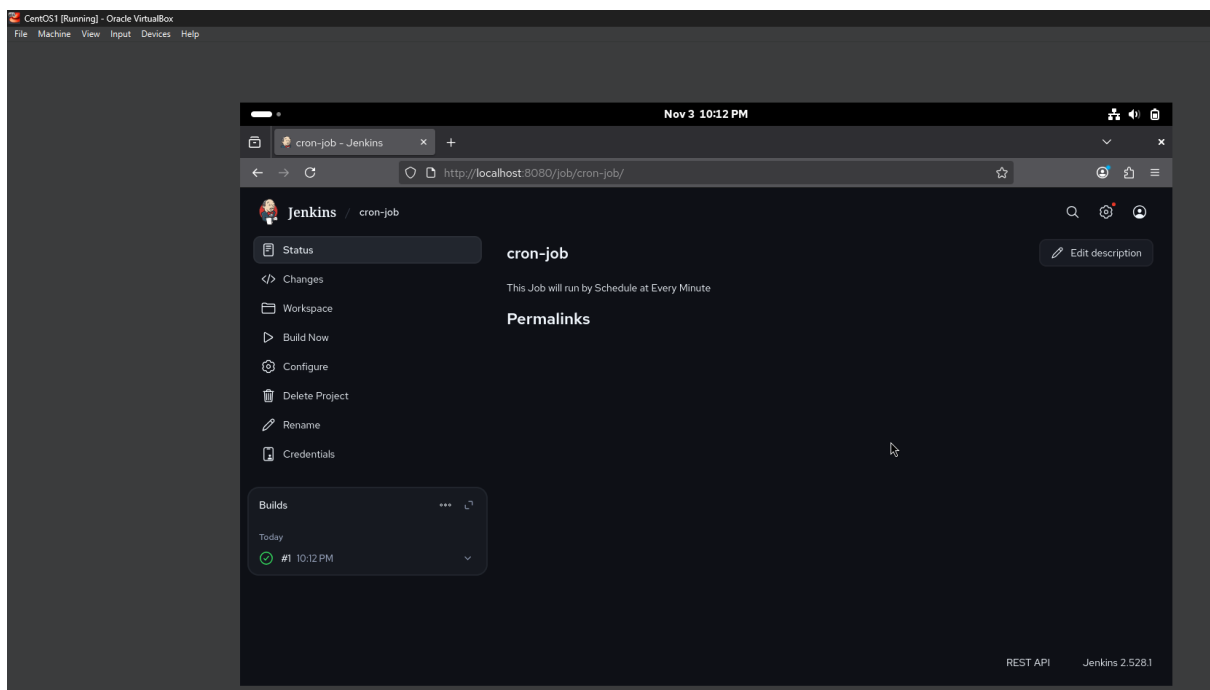 CentOS1 [Running] - Oracle VirtualBox
File Machine View Input Devices Help
Nov 3 10:12 PM
cron-job - Jenkins
http://localhost:8080/job/cron-job/
Jenkins / cron-job
Status
Changes
Workspace
Build Now
Configure
Delete Project
Rename
Credentials
cron-job
Edit description
This Job will run by Schedule at Every Minute
Permalinks
Builds
Today
#1 10:12 PM
REST API Jenkins 2.528.1